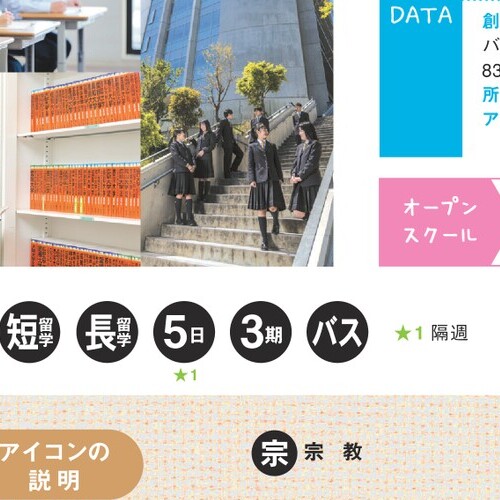 DATA
創
バ
83
所
ア
オープン
スクール
短留学
長留学
5日
3期
バス
★1 隔週
★1
アイコンの
説明
宗 宗教